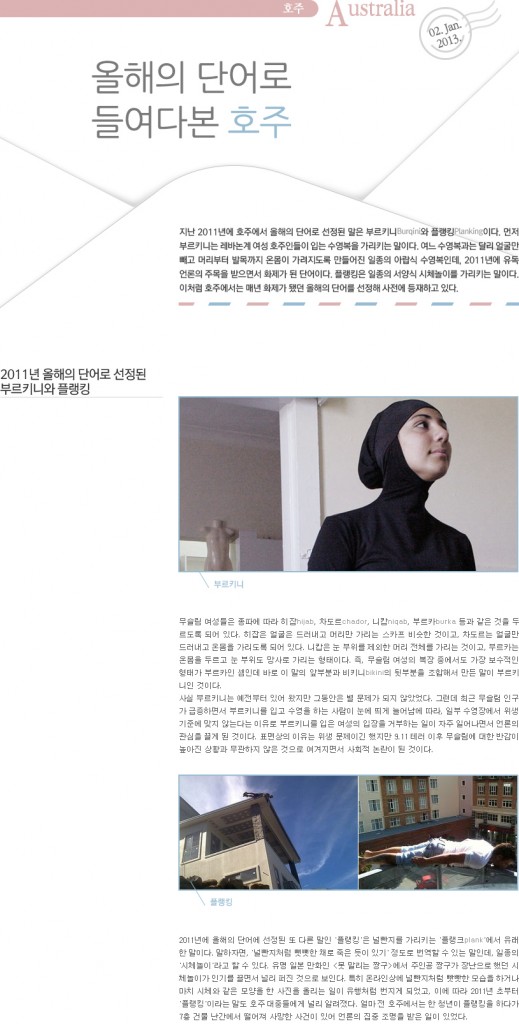 호주
Australia
02. Jan.
2013.
올해의 단어로
들여다본 호주
지난 2011년에 호주에서 올해의 단어로 선정된 말은 부르키니Burqini와 플랭킹Planking이다. 먼저
부르키니는 레바논계 여성 호주인들이 입는 수영복을 가리키는 말이다. 여느 수영복과는 달리 얼굴만
빼고 머리부터 발목까지 온몸이 가려지도록 만들어진 일종의 아랍식 수영복인데, 2011년에 유독
언론의 주목을 받으면서 화제가 된 단어이다. 플랭킹은 일종의 서양식 시체놀이를 가리키는 말이다.
이처럼 호주에서는 매년 화제가 됐던 올해의 단어를 선정해 사전에 등재하고 있다.
2011년 올해의 단어로 선정된
부르키니와 플랭킹
부르키니
무슬림 여성들은 종파에 따라 히잡hijab, 차도르chador, 니캅niqab, 부르카burka 등과 같은 것을 두
르도록 되어 있다. 히잡은 얼굴은 드러내고 머리만 가리는 스카프 비슷한 것이고, 차도르는 얼굴만
드러내고 온몸을 가리도록 되어 있다. 니캅은 눈 부위를 제외한 머리 전체를 가리는 것이고, 부르카는
온몸을 두르고 눈 부위도 망사로 가리는 형태이다. 즉, 무슬림 여성의 복장 중에서도 가장 보수적인
형태가 부르카인 셈인데 바로 이 말의 앞부분과 비키니bikini의 뒷부분을 조합해서 만든 말이 부르키
니인 것이다.
사실 부르키니는 예전부터 있어 왔지만 그동안은 별 문제가 되지 않았었다. 그런데 최근 무슬림 인구
가 급증하면서 부르키니를 입고 수영을 하는 사람이 눈에 띄게 늘어남에 따라, 일부 수영장에서 위생
기준에 맞지 않는다는 이유로 부르키니를 입은 여성의 입장을 거부하는 일이 자주 일어나면서 언론의
관심을 끌게 된 것이다. 표면상의 이유는 위생 문제이긴 했지만 9.11 테러 이후 무슬림에 대한 반감이
높아진 상황과 무관하지 않은 것으로 여겨지면서 사회적 논란이 된 것이다.
플랭킹
2011년에 올해의 단어에 선정된 또 다른 말인 '플랭킹'은 널빤지를 가리키는 '플랭크plank'에서 유래
한 말이다. 말하자면, '널빤지처럼 뻣뻣한 채로 죽은 듯이 있기' 정도로 번역할 수 있는 말인데, 일종의
'시체놀이'라고 할 수 있다. 유명 일본 만화인 <못 말리는 짱구>에서 주인공 짱구가 장난으로 했던 시
체놀이가 인기를 끌면서 널리 퍼진 것으로 보인다. 특히 온라인상에 널빤지처럼 뻣뻣한 모습을 하거나
마치 시체와 같은 모양을 한 사진을 올리는 일이 유행처럼 번지게 되었고, 이에 따라 2011년 초부터
'플랭킹'이라는 말도 호주 대중들에게 널리 알려졌다. 얼마 전 호주에서는 한 청년이 플랭킹을 하다가
7층 건물 난간에서 떨어져 사망한 사건이 있어 언론의 집중 조명을 받은 일이 있었다.